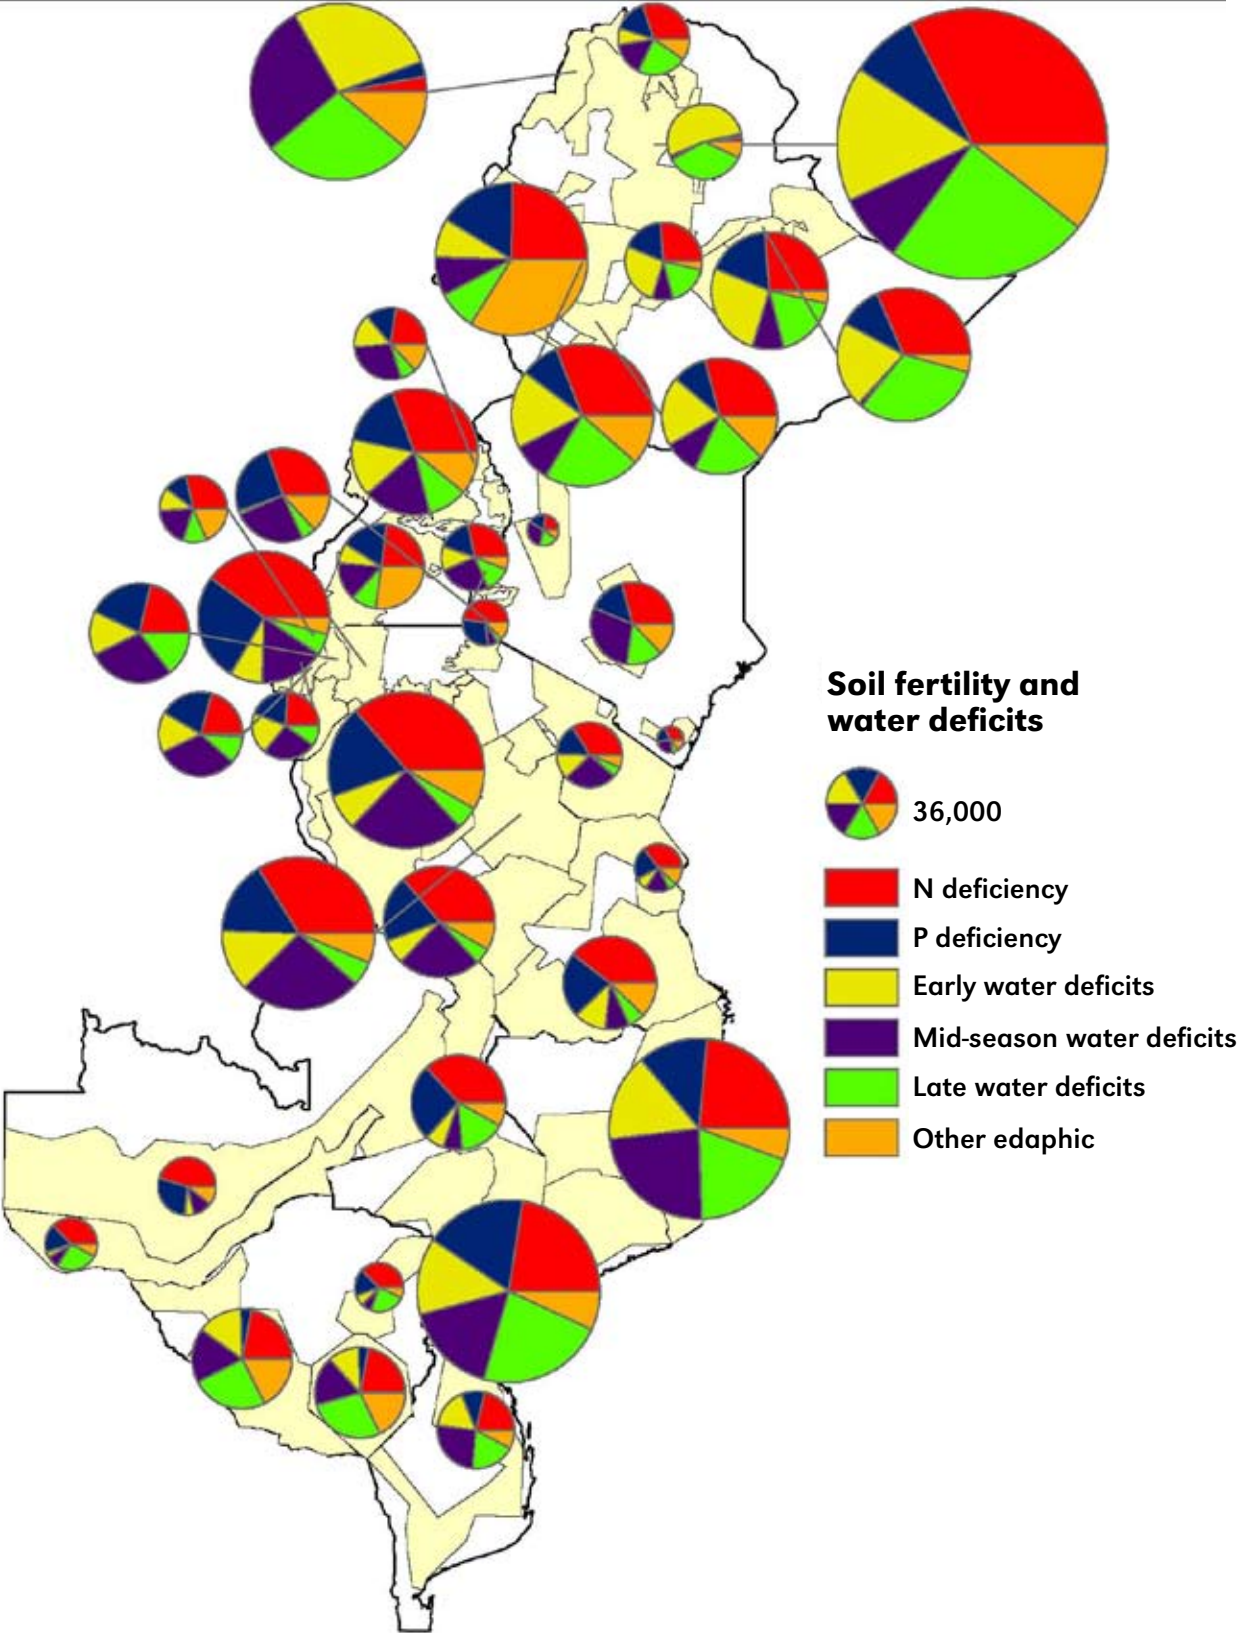 Soil fertility and
water deficits
36,000
N deficiency
P deficiency
Early water deficits
Mid-season water deficits
Late water deficits
Other edaphic